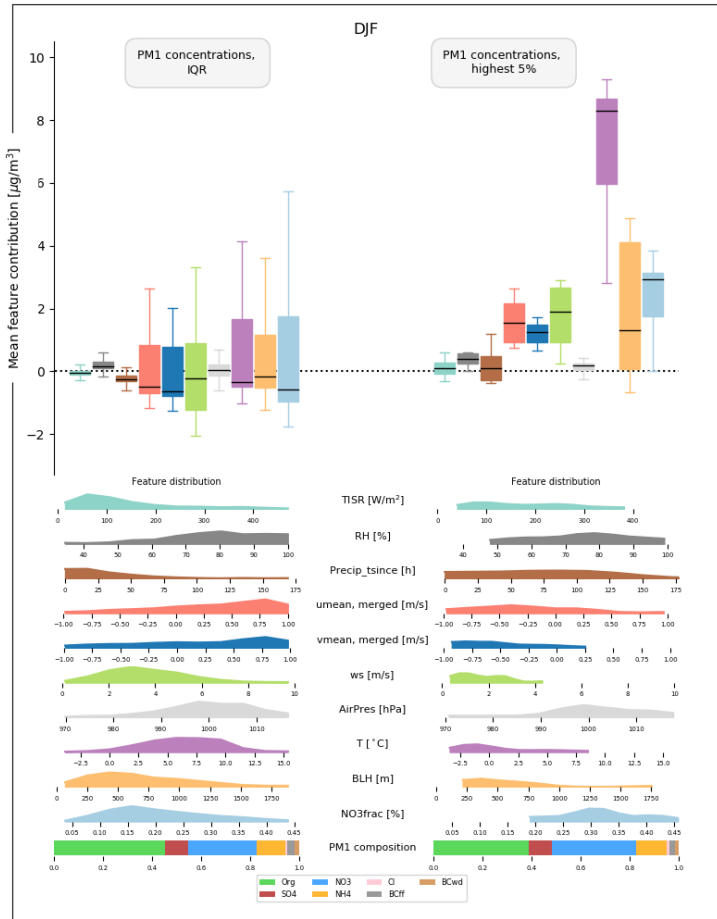 DJF
PM1 concentrations,
IQR
PM1 concentrations,
highest 5%
Mean feature contribution [µg/m³]
10
8
6
4
2
0
−2
Feature distribution
Feature distribution
TISR [W/m²]
0 100 200 300 400
0 100 200 300 400
RH [%]
40 50 60 70 80 90 100
40 50 60 70 80 90 100
Precip_tsince [h]
0 25 50 75 100 125 150 175
0 25 50 75 100 125 150 175
umean, merged [m/s]
−1.00 −0.75 −0.50 −0.25 0.00 0.25 0.50 0.75 1.00
−1.00 −0.75 −0.50 −0.25 0.00 0.25 0.50 0.75 1.00
vmean, merged [m/s]
−1.00 −0.75 −0.50 −0.25 0.00 0.25 0.50 0.75 1.00
−1.00 −0.75 −0.50 −0.25 0.00 0.25 0.50 0.75 1.00
ws [m/s]
0 2 4 6 8 10
0 2 4 6 8 10
AirPres [hPa]
970 980 990 1000 1010
970 980 990 1000 1010
T [˚C]
−2.5 0.0 2.5 5.0 7.5 10.0 12.5 15.0
−2.5 0.0 2.5 5.0 7.5 10.0 12.5 15.0
BLH [m]
0 250 500 750 1000 1250 1500 1750
0 250 500 750 1000 1250 1500 1750
NO3frac [%]
0.05 0.10 0.15 0.20 0.25 0.30 0.35 0.40 0.45
0.05 0.10 0.15 0.20 0.25 0.30 0.35 0.40 0.45
PM1 composition
0.0 0.2 0.4 0.6 0.8 1.0
0.0 0.2 0.4 0.6 0.8 1.0
Org NO3 Cl BCwd
SO4 NH4 BCff